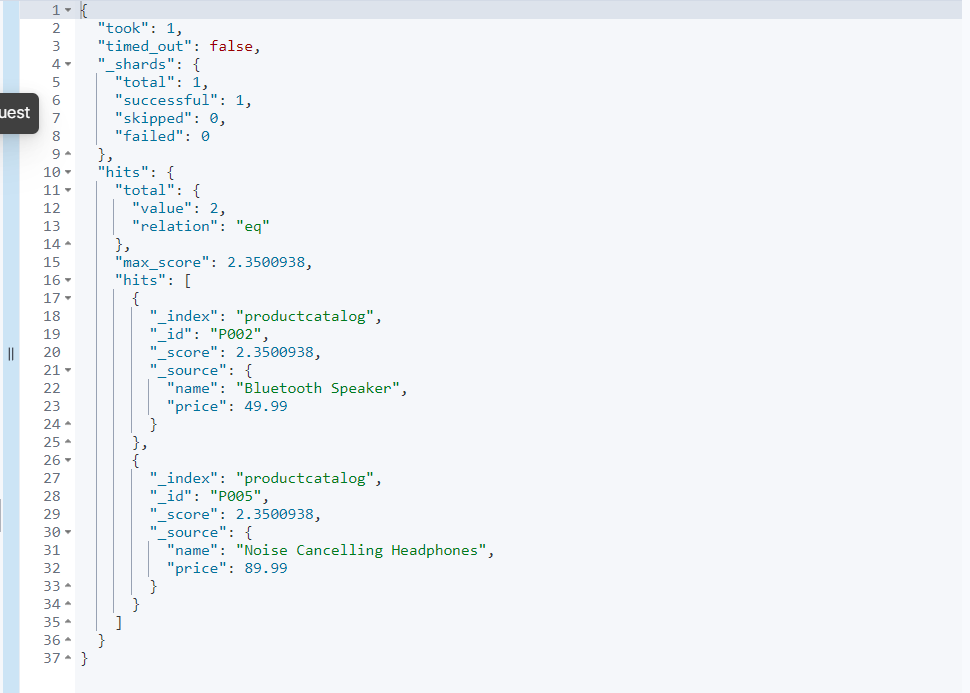 1 {
2 "took": 1,
3 "timed_out": false,
4 "_shards": {
5 "total": 1,
6 "successful": 1,
uest
7 "skipped": 0,
8 "failed": 0
9 },
10 "hits": {
11 "total": {
12 "value": 2,
13 "relation": "eq"
14 },
15 "max_score": 2.3500938,
16 "hits": [
17 {
18 "_index": "productcatalog",
19 "_id": "P002",
20 "_score": 2.3500938,
21 "_source": {
22 "name": "Bluetooth Speaker",
23 "price": 49.99
24 }
25 },
26 {
27 "_index": "productcatalog",
28 "_id": "P005",
29 "_score": 2.3500938,
30 "_source": {
31 "name": "Noise Cancelling Headphones",
32 "price": 89.99
33 }
34 }
35 ]
36 }
37 }